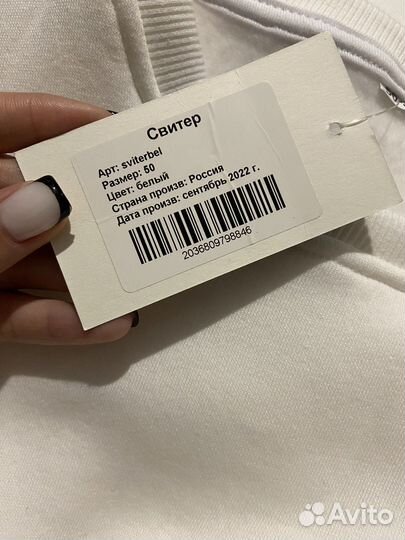 Свитер
Арт: sviterbel
Размер: 50
Цвет: белый
Страна произв: Россия
Дата произв: сентябрь 2022 г.
2036809798846
Avito